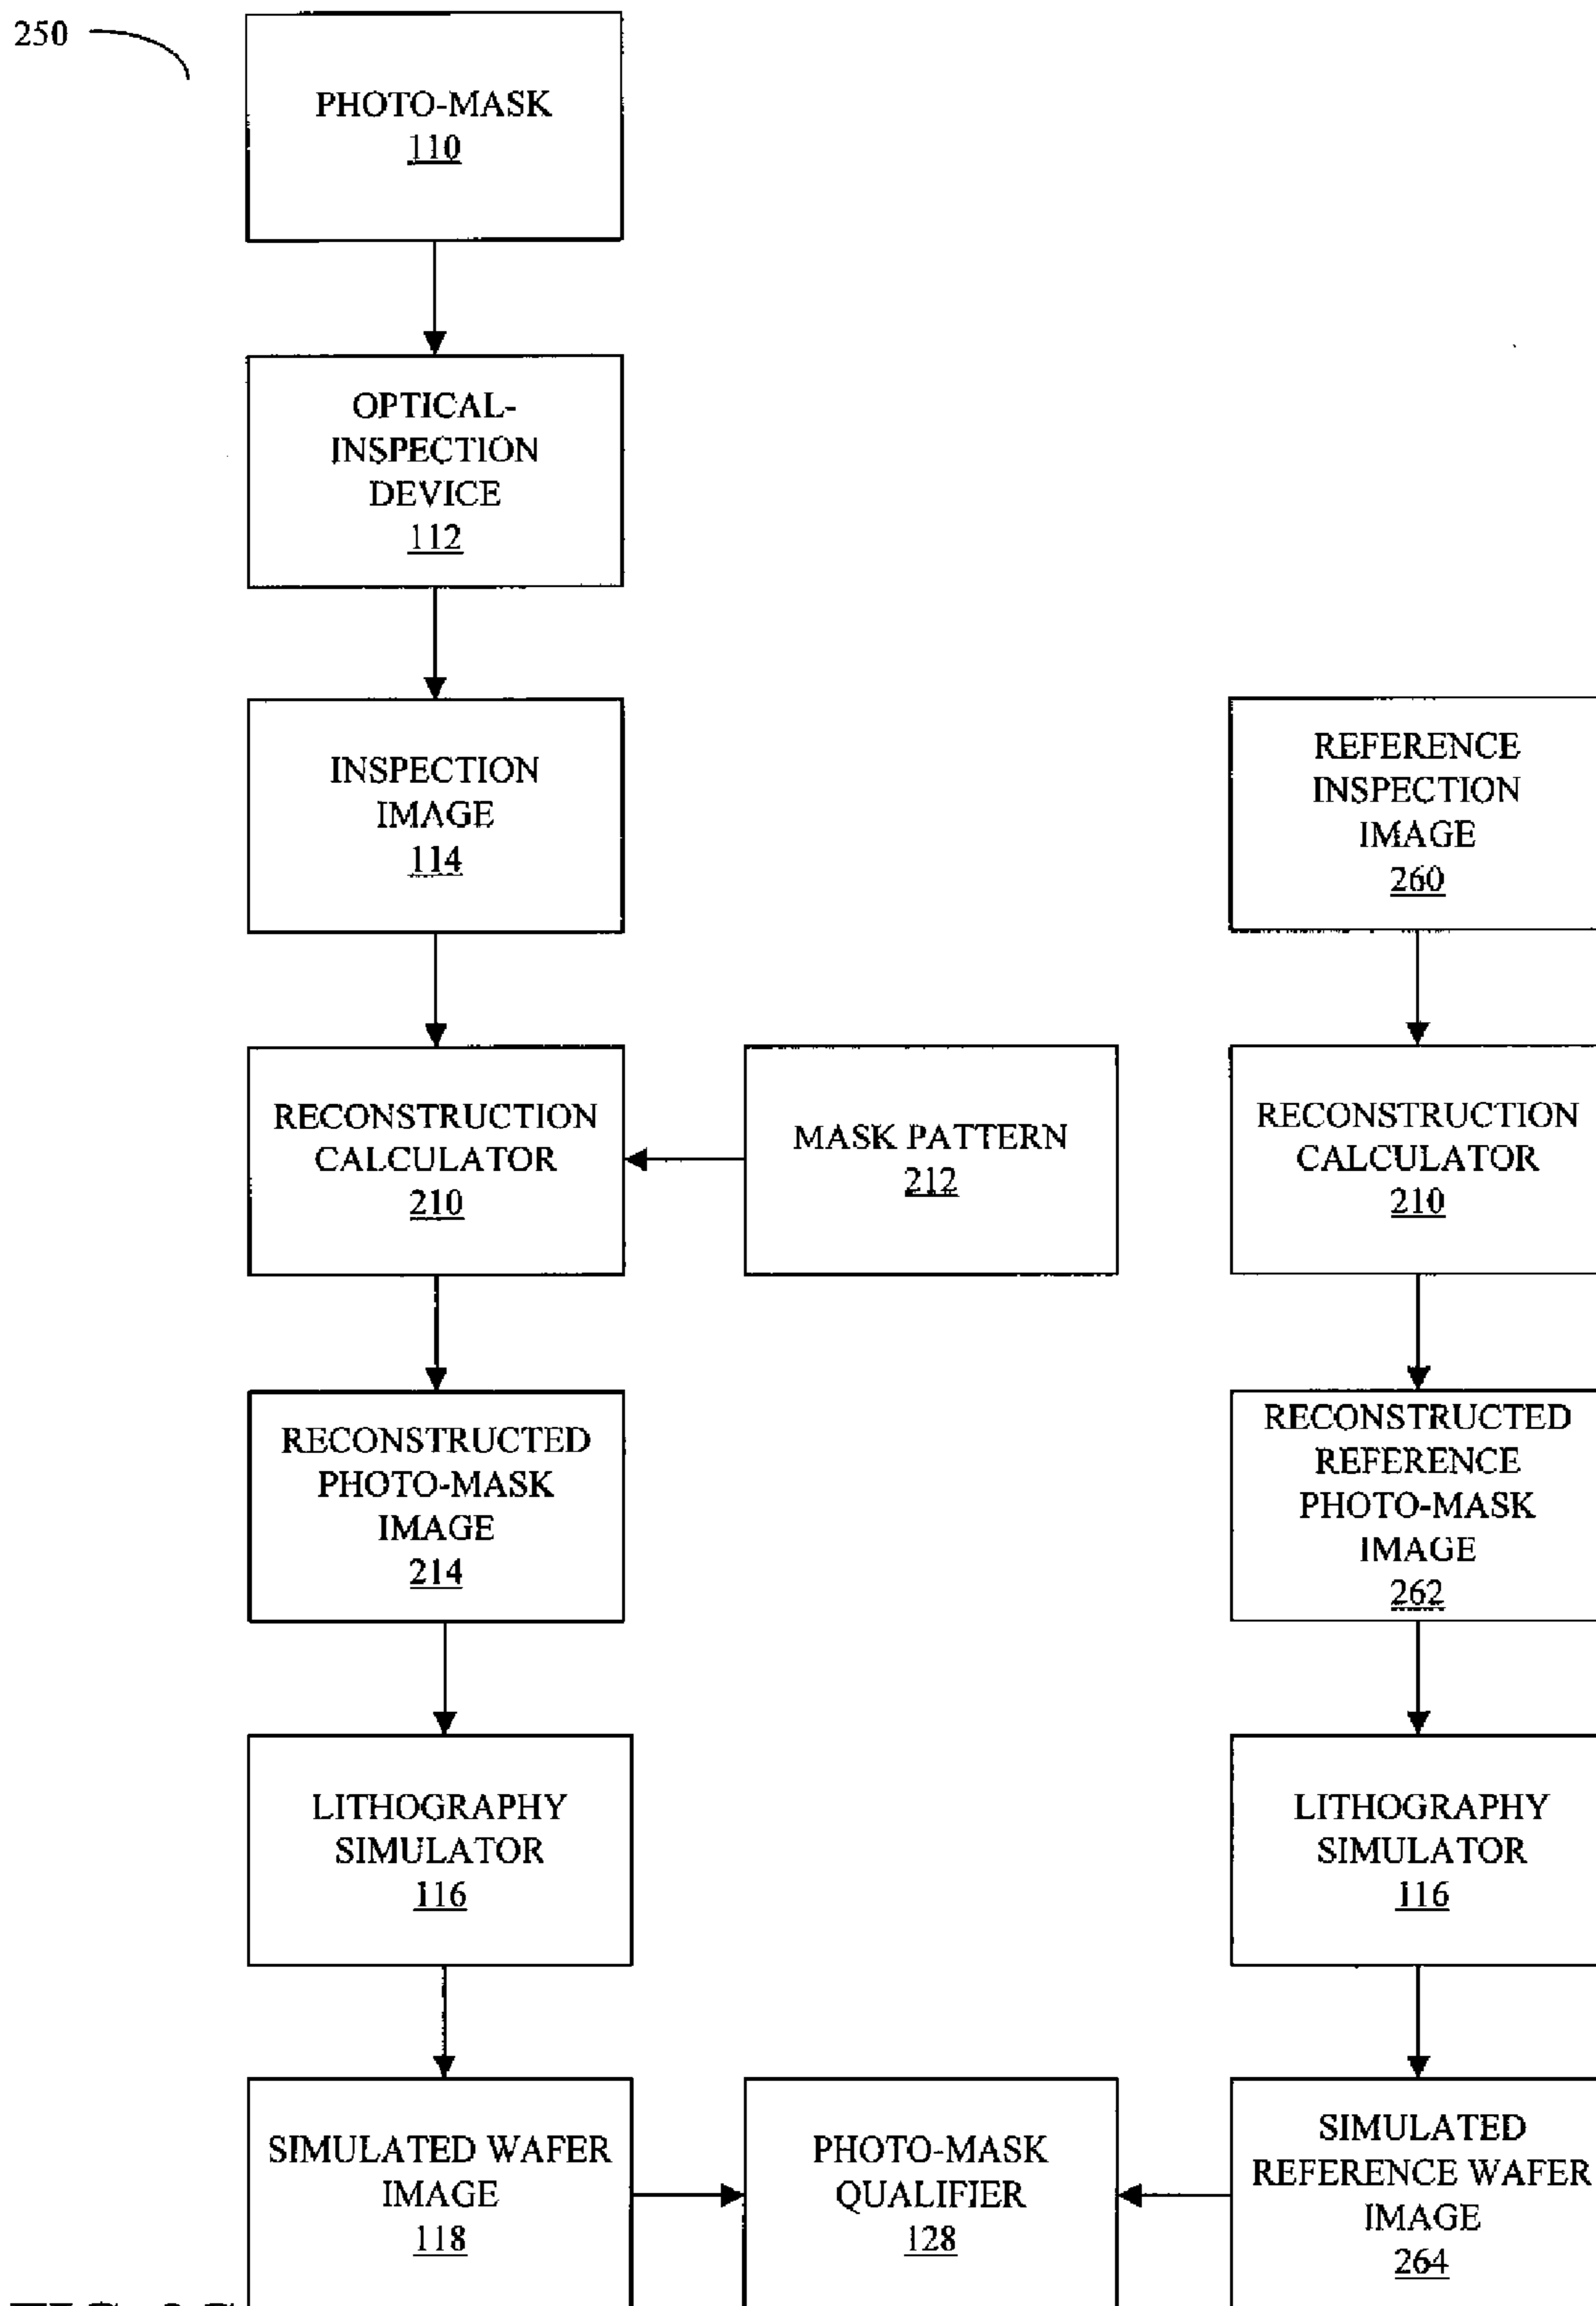 250
PHOTO-MASK
110
OPTICAL-
INSPECTION
DEVICE
112
INSPECTION
IMAGE
114
REFERENCE
INSPECTION
IMAGE
260
RECONSTRUCTION
CALCULATOR
210
MASK PATTERN
212
RECONSTRUCTION
CALCULATOR
210
RECONSTRUCTED
PHOTO-MASK
IMAGE
214
RECONSTRUCTED
REFERENCE
PHOTO-MASK
IMAGE
262
LITHOGRAPHY
SIMULATOR
116
LITHOGRAPHY
SIMULATOR
116
SIMULATED WAFER
IMAGE
118
PHOTO-MASK
QUALIFIER
128
SIMULATED
REFERENCE WAFER
IMAGE
264